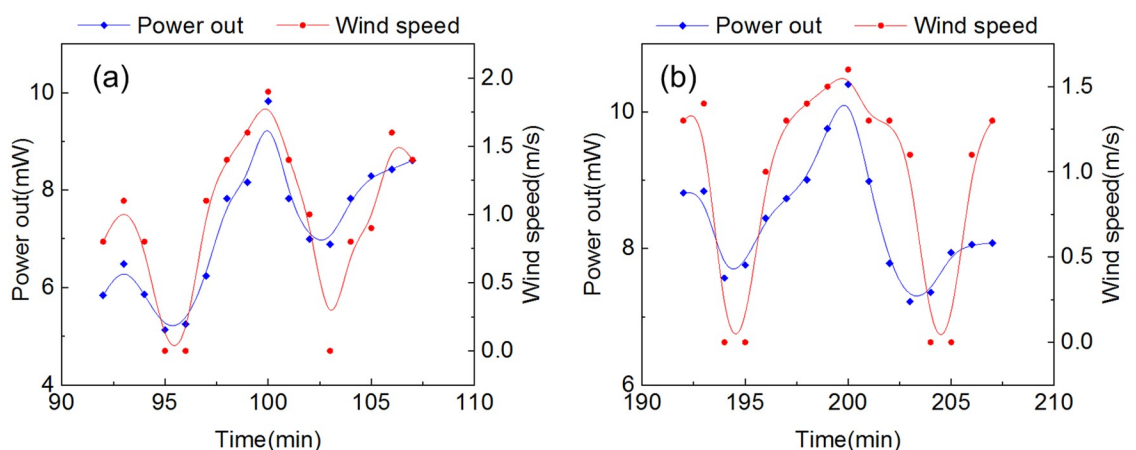 Power out Wind speed
(a)
Power out(mW)
10
8
6
4
2.0
1.5
1.0
0.5
0.0
Wind speed(m/s)
90 95 100 105 110
Time(min)
Power out Wind speed
(b)
Power out(mW)
10
8
6
1.5
1.0
0.5
0.0
Wind speed(m/s)
190 195 200 205 210
Time(min)